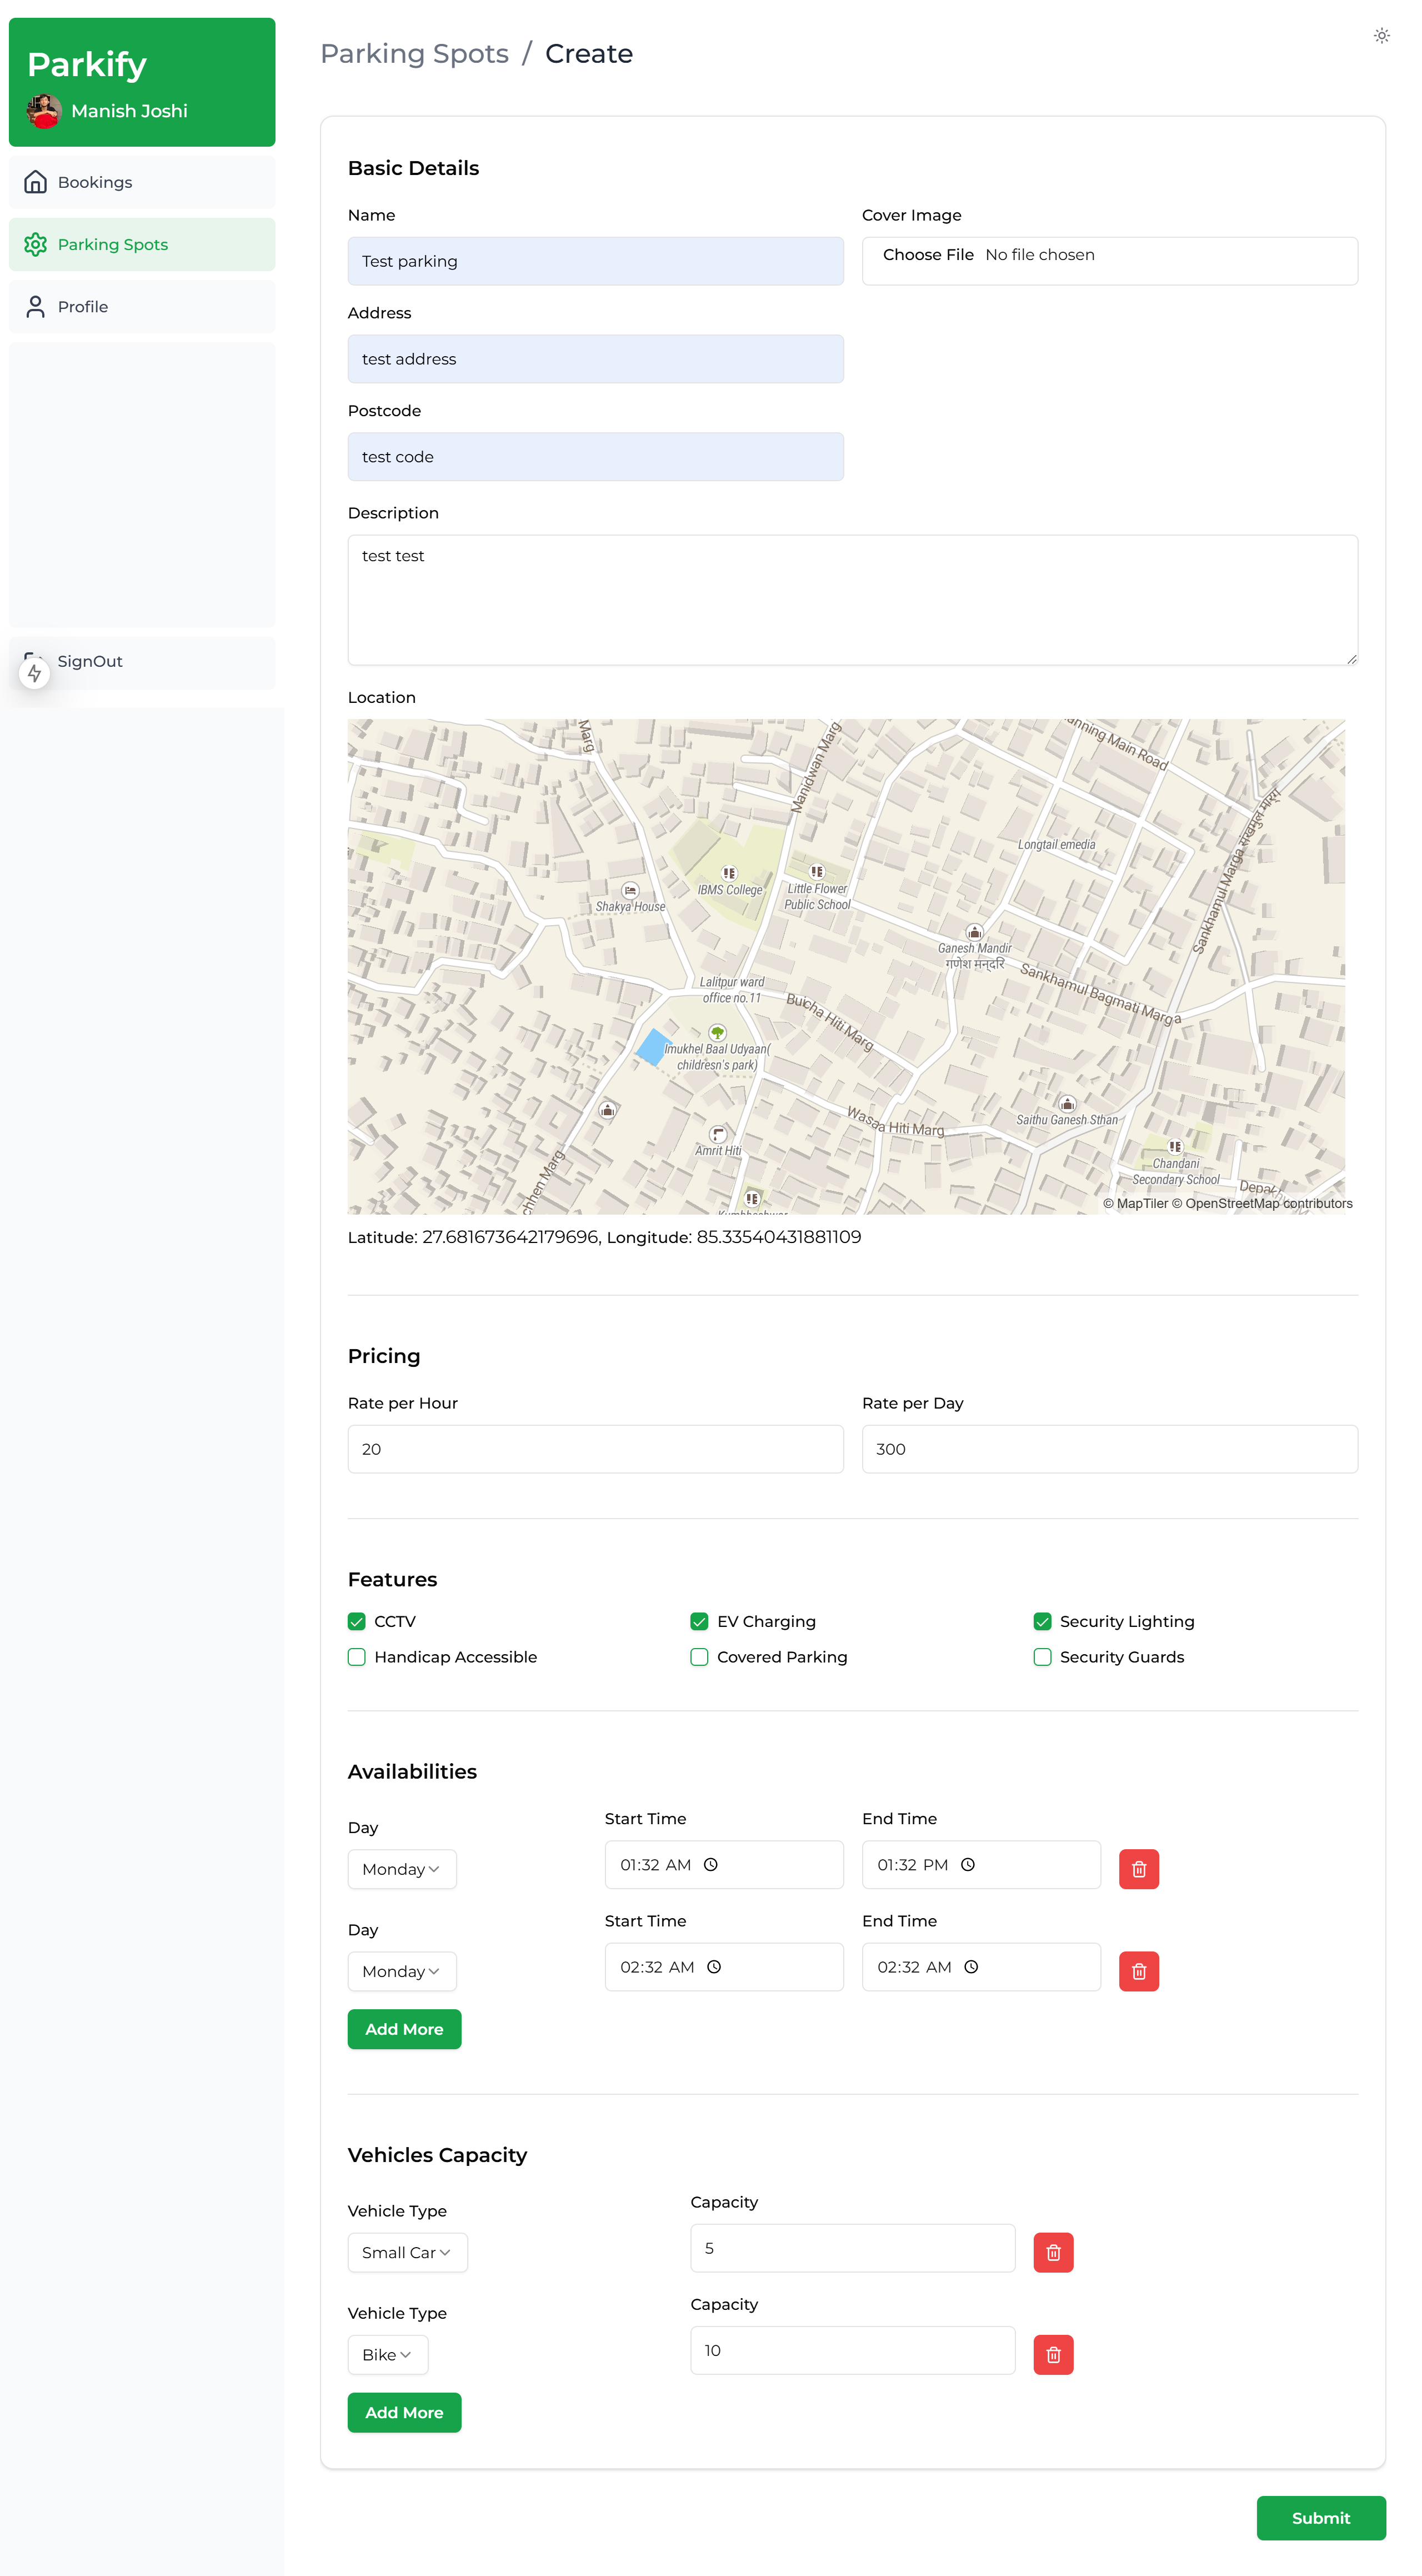 Parkify
Manish Joshi
Bookings
Parking Spots
Profile
SignOut
Parking Spots / Create
Basic Details
Name
Cover Image
Test parking
Choose File No file chosen
Address
test address
Postcode
test code
Description
test test
Location
Marg
Manidwan Marg
anning Main Road
Longtail emedia
IBMS College
Little Flower
Public School
Shakya House
Ganesh Mandir
Sankhamul Marga
Sankhamul Bagmati Marga
Lalitpur ward
office no.11
Buicha Hiti Marg
Imukhel Baal Udyaan(
childresn's park)
Wasaa Hiti Marg
Saithu Ganesh Sthan
Amrit Hiti
chhen Marg
Chandani
Secondary School
© MapTiler © OpenStreetMap contributors
Latitude: 27.681673642179696, Longitude: 85.33540431881109
Pricing
Rate per Hour
Rate per Day
20
300
Features
CCTV
EV Charging
Security Lighting
Handicap Accessible
Covered Parking
Security Guards
Availabilities
Day
Start Time
End Time
Monday
01:32 AM
01:32 PM
Day
Start Time
End Time
Monday
02:32 AM
02:32 AM
Add More
Vehicles Capacity
Vehicle Type
Capacity
Small Car
5
Vehicle Type
Capacity
Bike
10
Add More
Submit